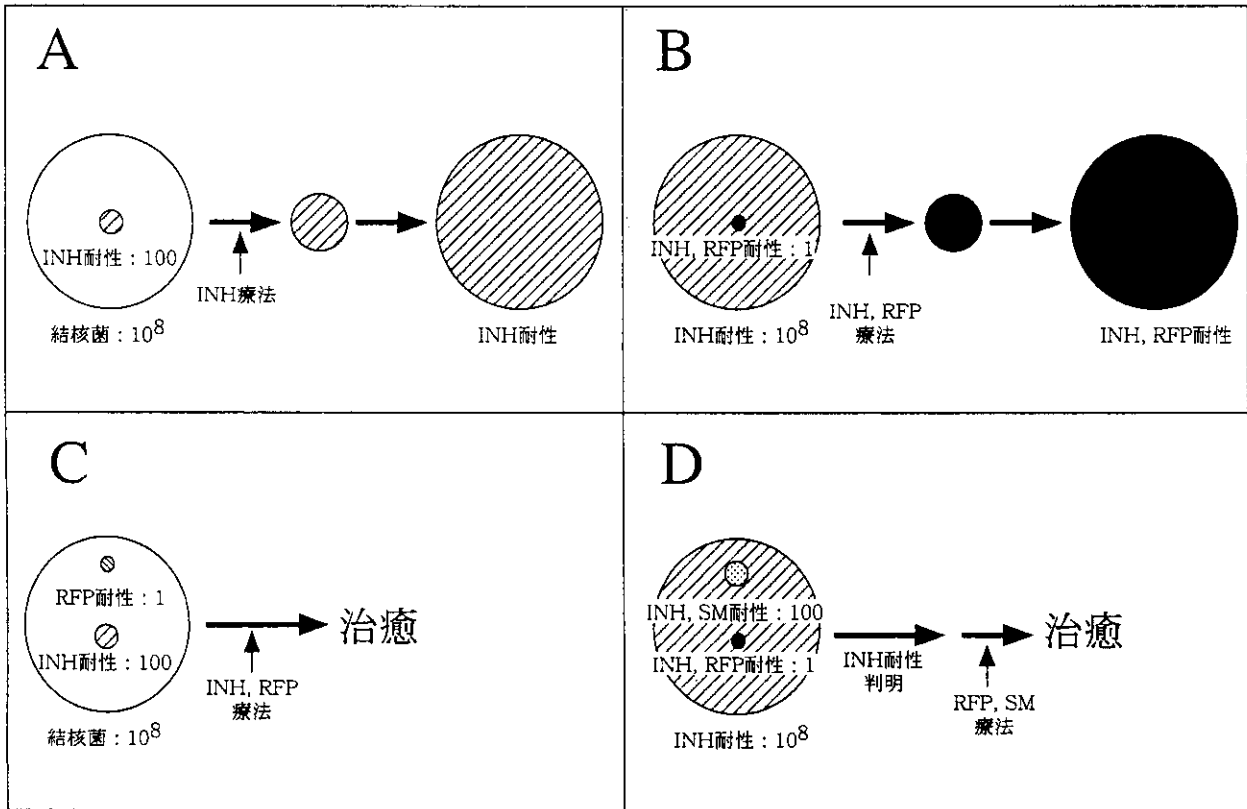 A
INH耐性：100
INH療法
結核菌：10⁸
INH耐性
B
INH, RFP耐性：1
INH, RFP
療法
INH耐性：10⁸
INH, RFP耐性
C
RFP耐性：1
INH耐性：100
INH, RFP
療法
治癒
結核菌：10⁸
D
INH, SM耐性：100
INH, RFP耐性：1
INH耐性
判明
RFP, SM
療法
治癒
INH耐性：10⁸